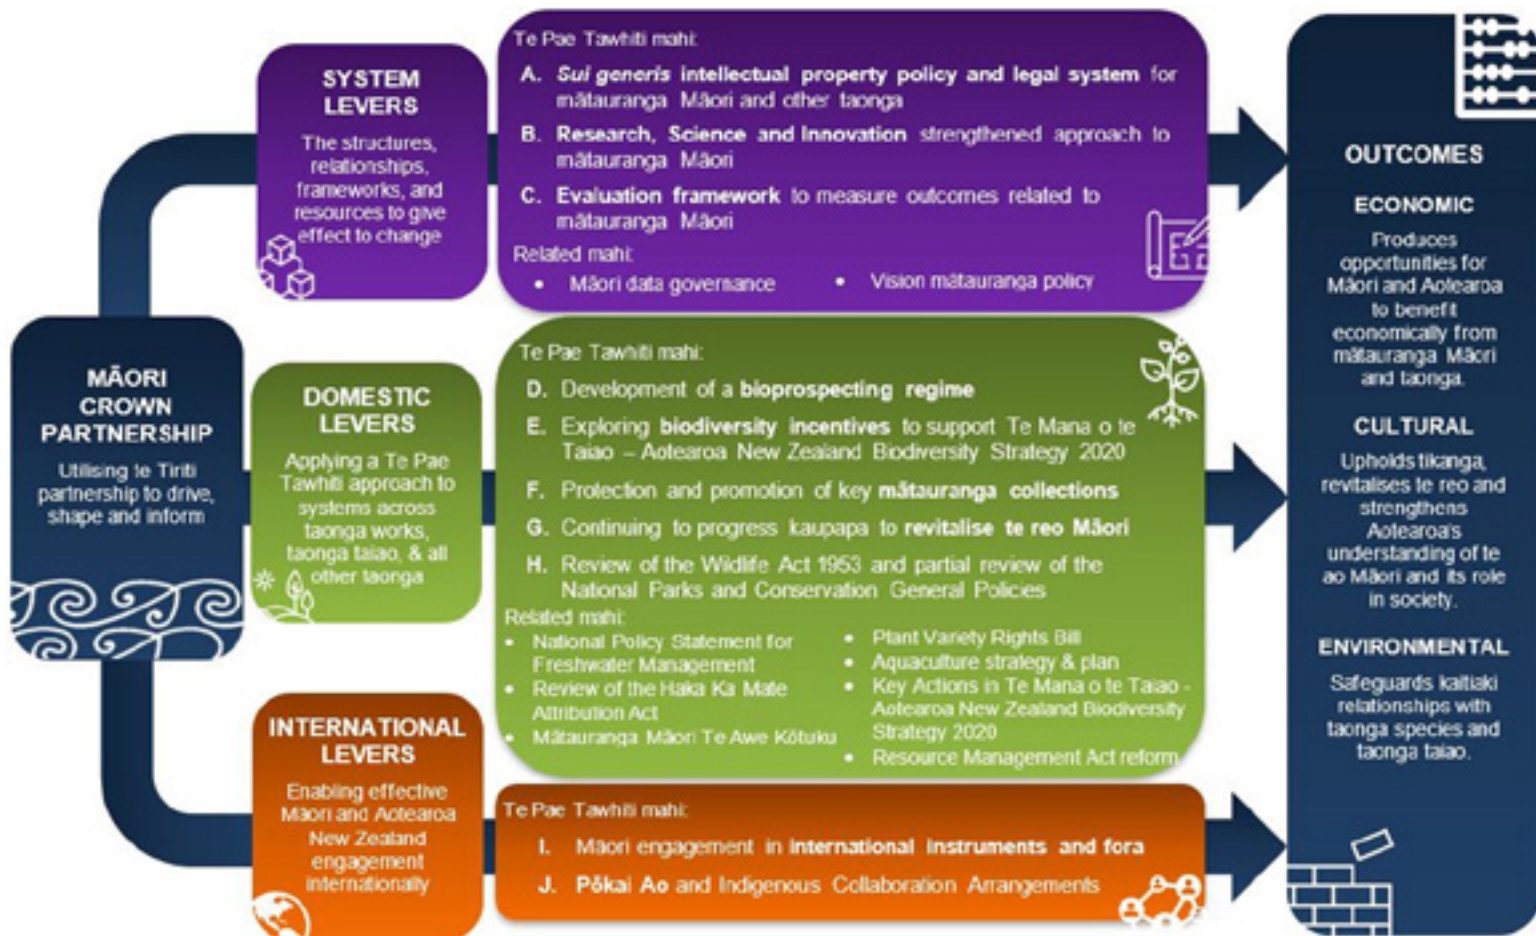 MĀORI
CROWN
PARTNERSHIP
Utilising te Tiriti
partnership to drive,
shape and inform
SYSTEM
LEVERS
The structures,
relationships,
frameworks, and
resources to give
effect to change
Te Pae Tawhiti mahi:
A. Sui generis intellectual property policy and legal system for
mātauranga Māori and other taonga
B. Research, Science and Innovation strengthened approach to
mātauranga Māori
C. Evaluation framework to measure outcomes related to
mātauranga Māori
Related mahi:
• Māori data governance
• Vision mātauranga policy
DOMESTIC
LEVERS
Applying a Te Pae
Tawhiti approach to
systems across
taonga works,
taonga taiao, & all
other taonga
Te Pae Tawhiti mahi:
D. Development of a bioprospecting regime
E. Exploring biodiversity incentives to support Te Mana o te
Taiao – Aotearoa New Zealand Biodiversity Strategy 2020
F. Protection and promotion of key mātauranga collections
G. Continuing to progress kaupapa to revitalise te reo Māori
H. Review of the Wildlife Act 1953 and partial review of the
National Parks and Conservation General Policies
Related mahi:
• National Policy Statement for
Freshwater Management
• Review of the Haka Ka Mate
Attribution Act
• Mātauranga Māori Te Awe Kōtuku
• Plant Variety Rights Bill
• Aquaculture strategy & plan
• Key Actions in Te Mana o te Taiao -
Aotearoa New Zealand Biodiversity
Strategy 2020
• Resource Management Act reform
INTERNATIONAL
LEVERS
Enabling effective
Māori and Aotearoa
New Zealand
engagement
internationally
Te Pae Tawhiti mahi:
I. Māori engagement in international instruments and fora
J. Pōkai Ao and Indigenous Collaboration Arrangements
OUTCOMES
ECONOMIC
Produces
opportunities for
Māori and Aotearoa
to benefit
economically from
mātauranga Māori
and taonga.
CULTURAL
Upholds tikanga,
revitalises te reo and
strengthens
Aotearoa's
understanding of te
ao Māori and its role
in society.
ENVIRONMENTAL
Safeguards kaitiaki
relationships with
taonga species and
taonga taiao.